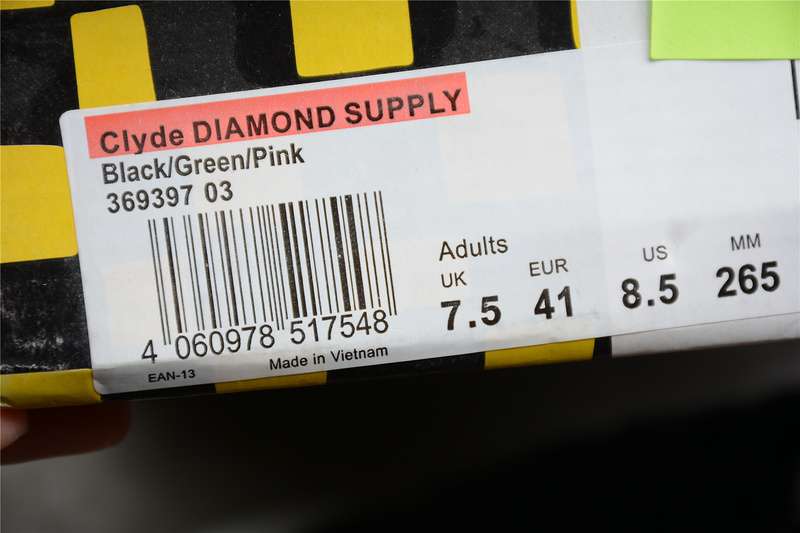 Clyde DIAMOND SUPPLY
Black/Green/Pink
369397 03
Adults
UK EUR US MM
7.5 41 8.5 265
4 060978 517548
EAN-13 Made in Vietnam